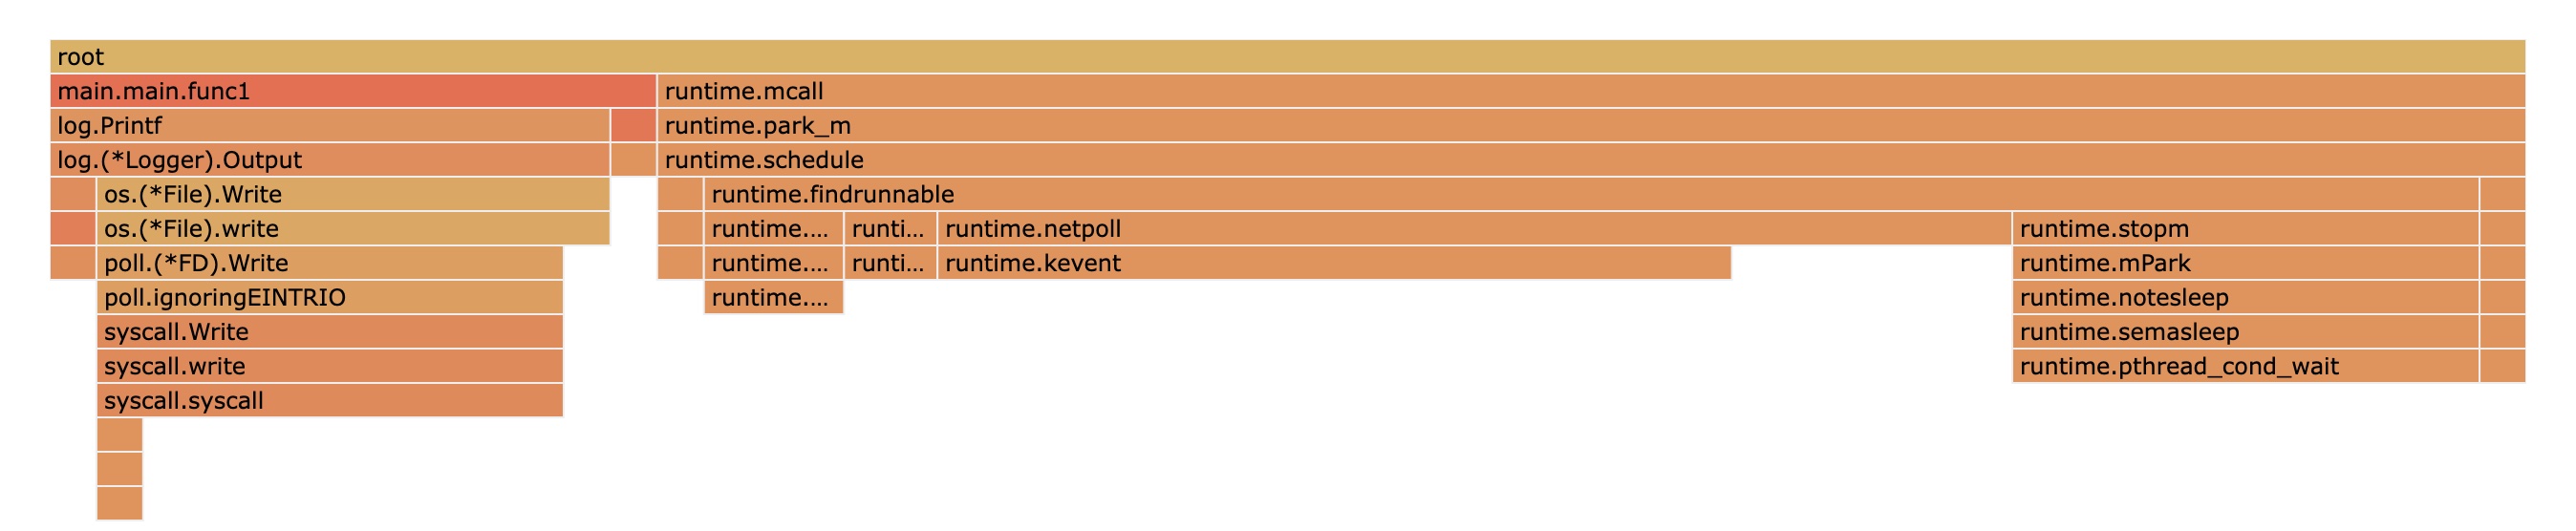 root
main.main.func1 runtime.mcall
log.Printf runtime.park_m
log.(*Logger).Output runtime.schedule
os.(*File).Write runtime.findrunnable
os.(*File).write runtime.... runti... runtime.netpoll runtime.stopm
poll.(*FD).Write runtime.... runti... runtime.kevent runtime.mPark
poll.ignoringEINTRIO runtime.... runtime.notesleep
syscall.Write runtime.semasleep
syscall.write runtime.pthread_cond_wait
syscall.syscall